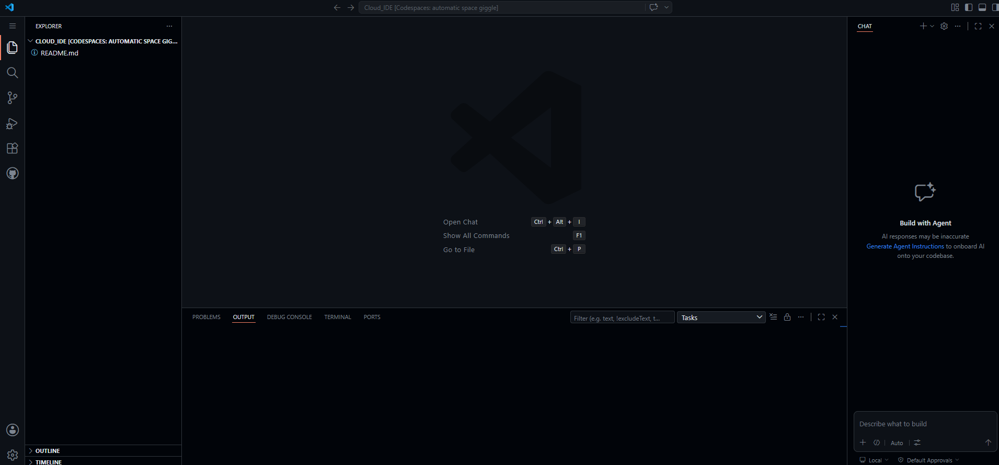 Cloud_IDE [Codespaces: automatic space giggle]
EXPLORER
CLOUD_IDE [CODESPACES: AUTOMATIC SPACE GIG...
README.md
OUTLINE
TIMELINE
Open Chat Ctrl + Alt + I
Show All Commands F1
Go to File Ctrl + P
PROBLEMS OUTPUT DEBUG CONSOLE TERMINAL PORTS
Filter (e.g. text, !excludeText, t...
Tasks
CHAT
Build with Agent
AI responses may be inaccurate
Generate Agent Instructions to onboard AI
onto your codebase.
Describe what to build
Auto
Local Default Approvals